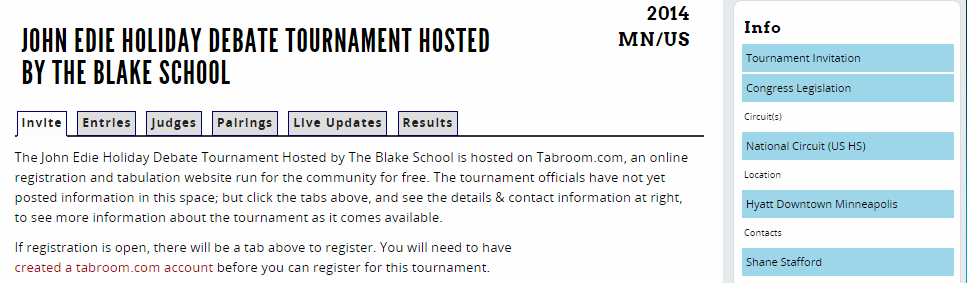 JOHN EDIE HOLIDAY DEBATE TOURNAMENT HOSTED
BY THE BLAKE SCHOOL
2014
MN/US
Invite
Entries
Judges
Pairings
Live Updates
Results
The John Edie Holiday Debate Tournament Hosted by The Blake School is hosted on Tabroom.com, an online
registration and tabulation website run for the community for free. The tournament officials have not yet
posted information in this space; but click the tabs above, and see the details & contact information at right,
to see more information about the tournament as it comes available.
If registration is open, there will be a tab above to register. You will need to have
created a tabroom.com account before you can register for this tournament.
Info
Tournament Invitation
Congress Legislation
Circuit(s)
National Circuit (US HS)
Location
Hyatt Downtown Minneapolis
Contacts
Shane Stafford